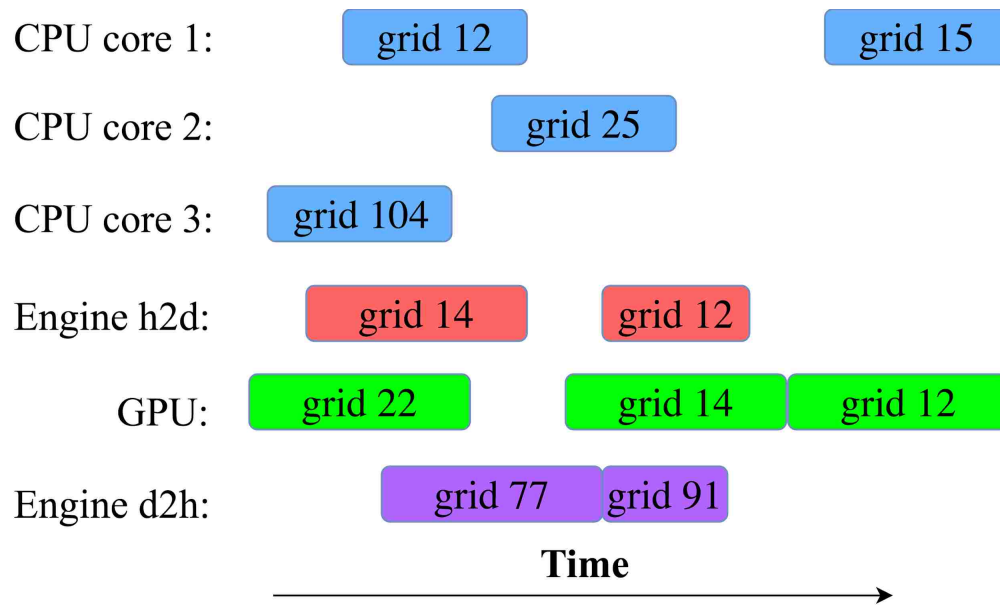 CPU core 1: grid 12 grid 15
CPU core 2: grid 25
CPU core 3: grid 104
Engine h2d: grid 14 grid 12
GPU: grid 22 grid 14 grid 12
Engine d2h: grid 77 grid 91
Time